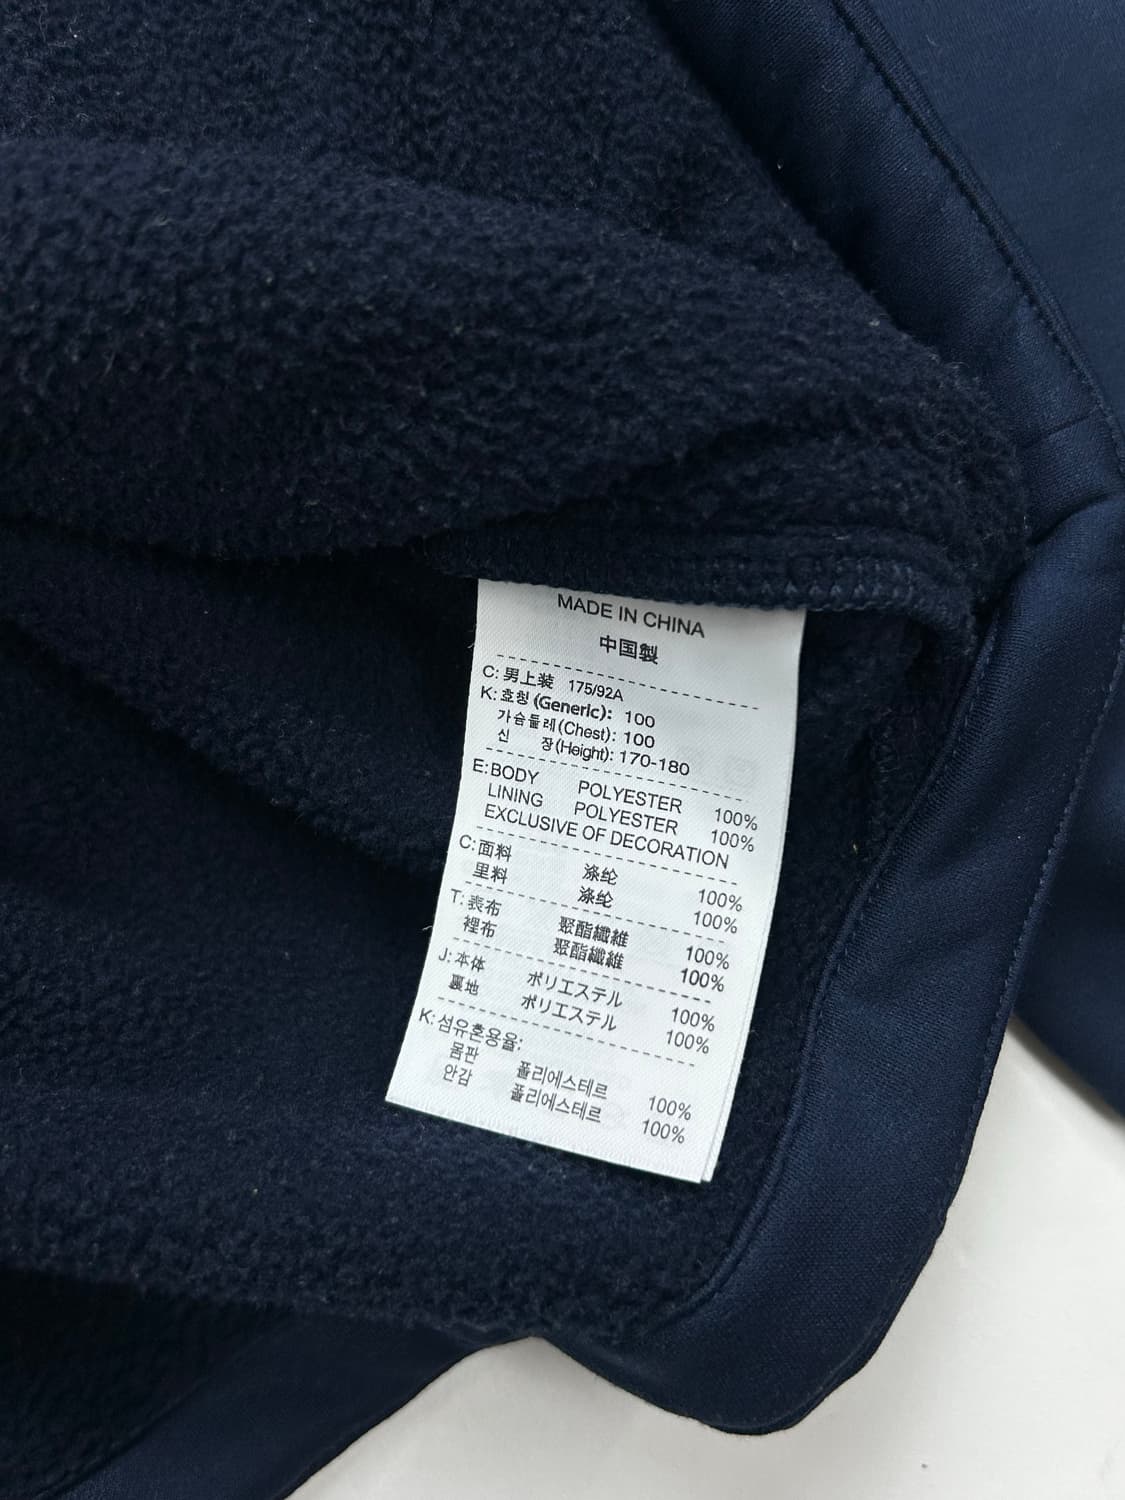 MADE IN CHINA
中国製
C: 男上装 175/92A
K: 호칭 (Generic): 100
가슴둘레(Chest): 100
신 장(Height): 170-180
E: BODY POLYESTER 100%
LINING POLYESTER 100%
EXCLUSIVE OF DECORATION
C: 面料 涤纶 100%
里料 涤纶 100%
T: 表布 聚酯纖維 100%
裡布 聚酯纖維 100%
J: 本体 ポリエステル 100%
裏地 ポリエステル 100%
K: 섬유혼용율:
몸판 폴리에스테르 100%
안감 폴리에스테르 100%